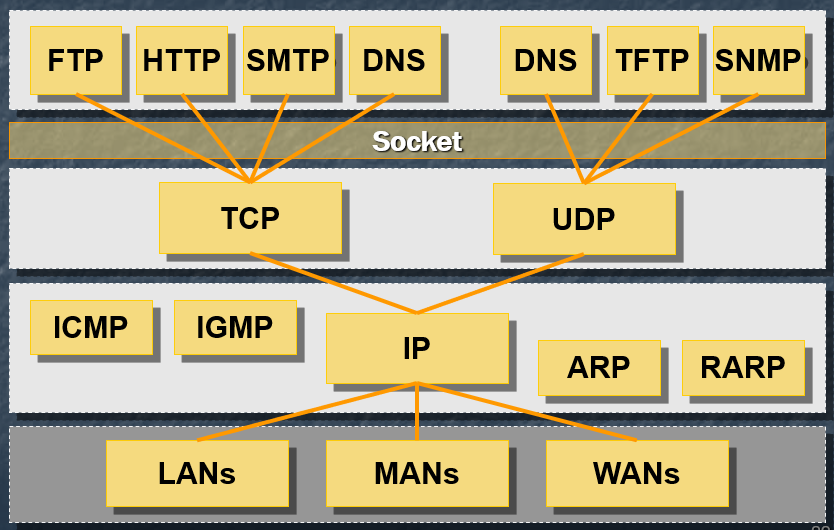 FTP HTTP SMTP DNS DNS TFTP SNMP
Socket
TCP UDP
ICMP IGMP IP ARP RARP
LANs MANs WANs